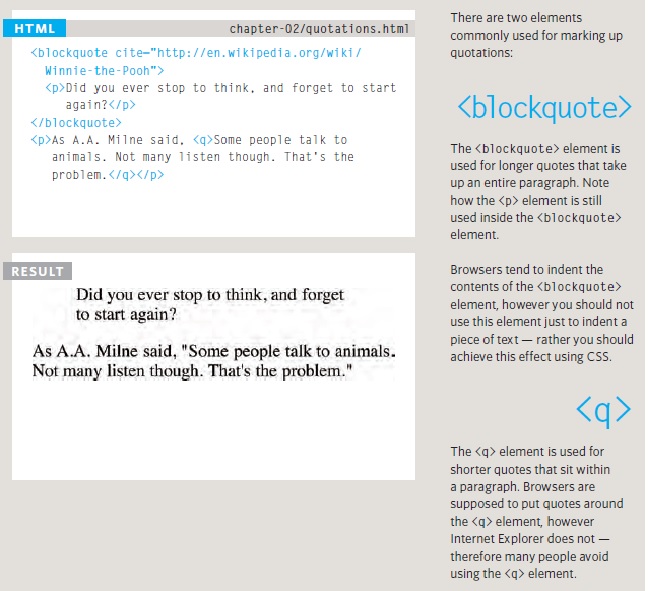 HTML
chapter-02/quotations.html
<blockquote cite="http://en.wikipedia.org/wiki/
Winnie-the-Pooh">
<p>Did you ever stop to think, and forget to start
again?</p>
</blockquote>
<p>As A.A. Milne said, <q>Some people talk to
animals. Not many listen though. That's the
problem.</q></p>
RESULT
Did you ever stop to think, and forget
to start again?
As A.A. Milne said, "Some people talk to animals.
Not many listen though. That's the problem."
There are two elements
commonly used for marking up
quotations:
<blockquote>
The <blockquote> element is
used for longer quotes that take
up an entire paragraph. Note
how the <p> element is still
used inside the <blockquote>
element.
Browsers tend to indent the
contents of the <blockquote>
element, however you should not
use this element just to indent a
piece of text — rather you should
achieve this effect using CSS.
<q>
The <q> element is used for
shorter quotes that sit within
a paragraph. Browsers are
supposed to put quotes around
the <q> element, however
Internet Explorer does not —
therefore many people avoid
using the <q> element.